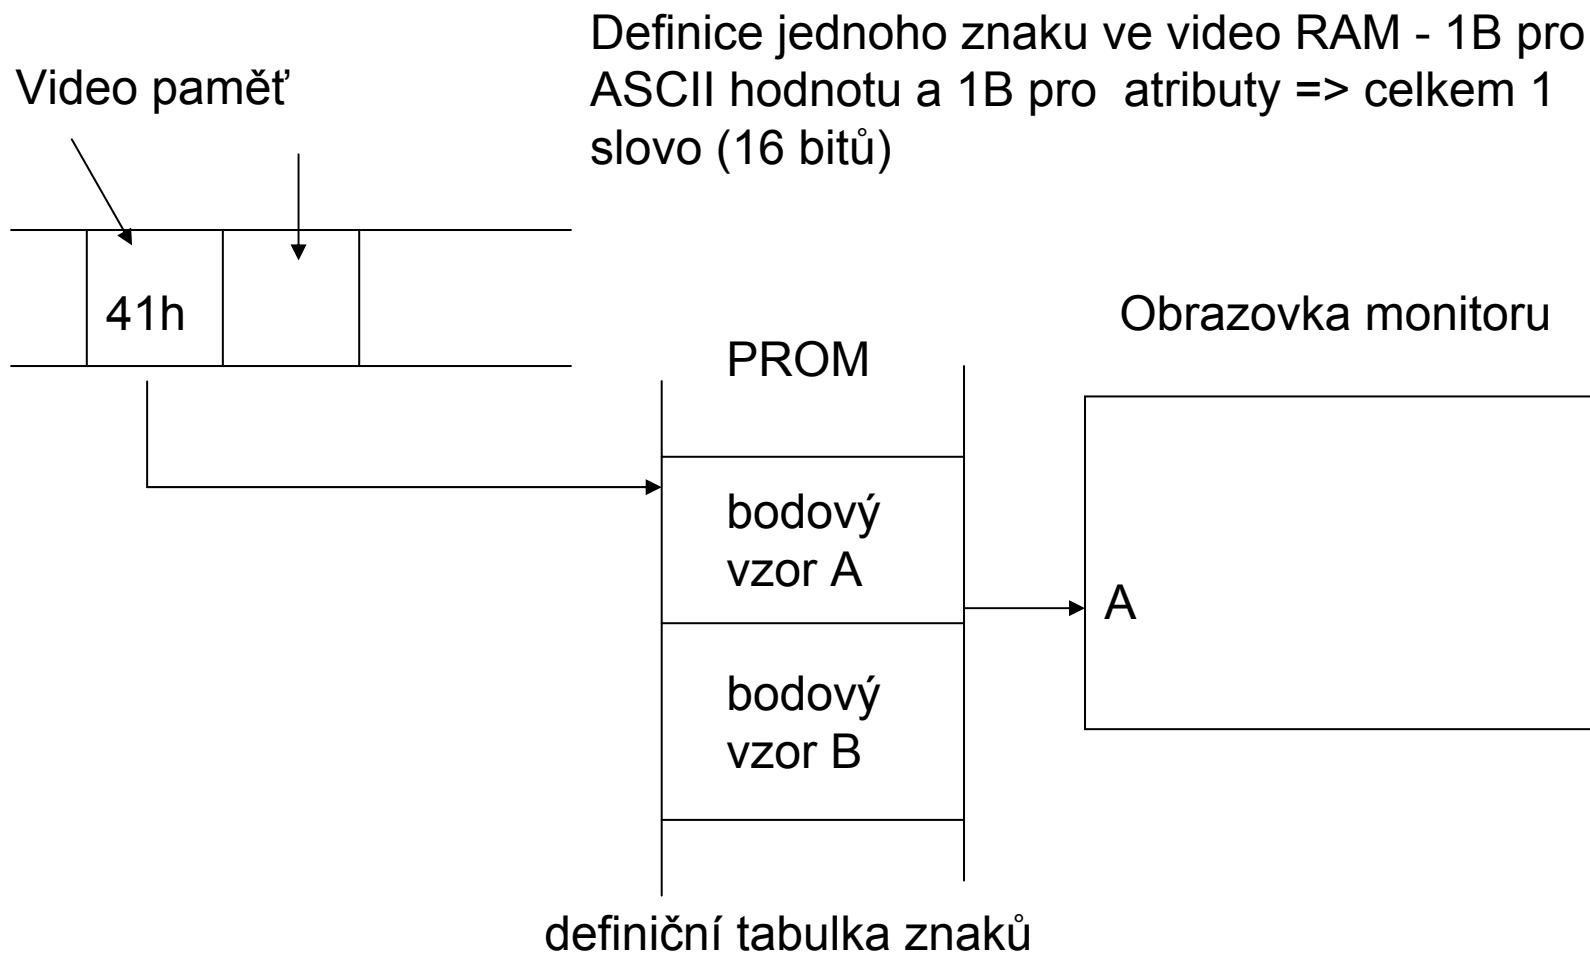 Definice jednoho znaku ve video RAM - 1B pro
ASCII hodnotu a 1B pro atributy => celkem 1
slovo (16 bitů)
Video paměť
41h
PROM
Obrazovka monitoru
bodový
vzor A
A
bodový
vzor B
definiční tabulka znaků